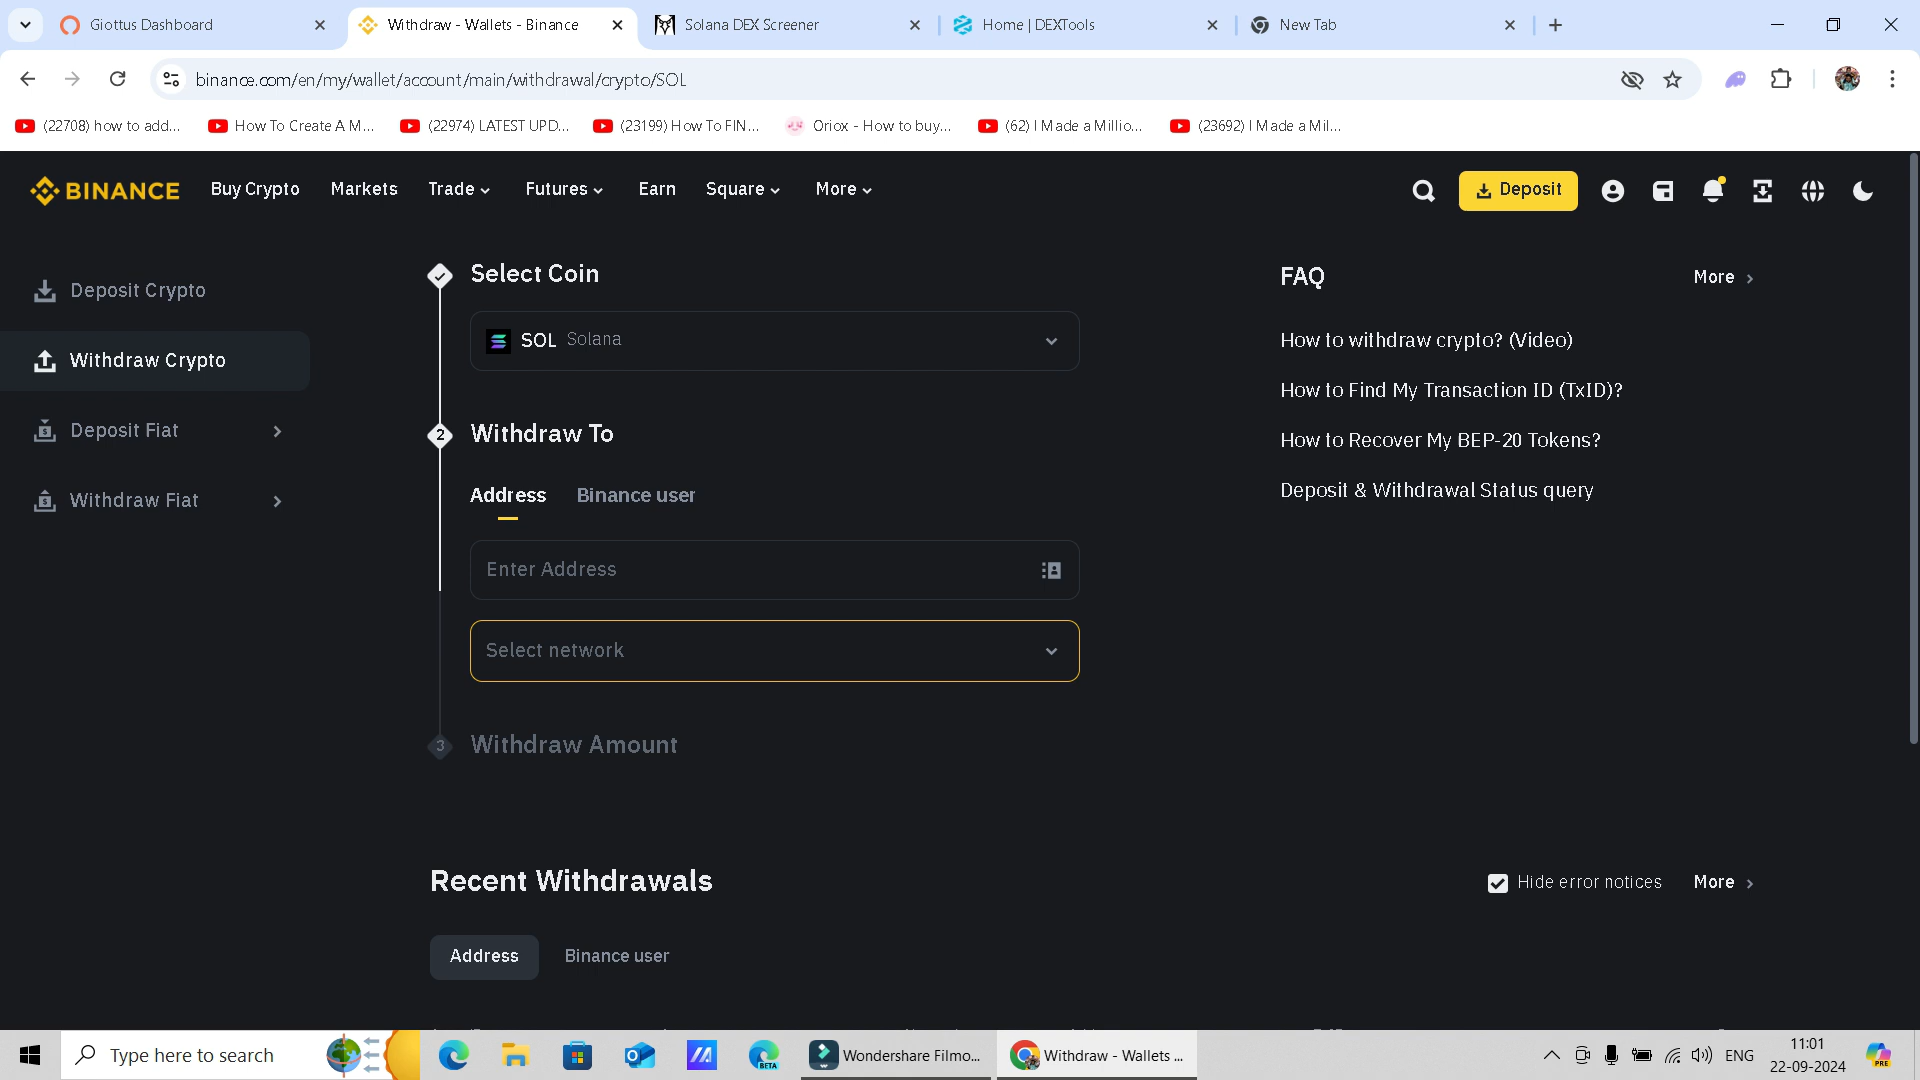 Giottus Dashboard
Withdraw - Wallets - Binance
Solana DEX Screener
Home | DEXTools
New Tab
binance.com/en/my/wallet/account/main/withdrawal/crypto/SOL
(22708) how to add...
How To Create A M...
(22974) LATEST UPD...
(23199) How To FIN...
Oriox - How to buy...
(62) I Made a Millio...
(23692) I Made a Mil...
BINANCE
Buy Crypto
Markets
Trade
Futures
Earn
Square
More
Deposit
Deposit Crypto
Withdraw Crypto
Deposit Fiat
Withdraw Fiat
Select Coin
SOL Solana
2 Withdraw To
Address
Binance user
Enter Address
Select network
3 Withdraw Amount
FAQ
More
How to withdraw crypto? (Video)
How to Find My Transaction ID (TxID)?
How to Recover My BEP-20 Tokens?
Deposit & Withdrawal Status query
Recent Withdrawals
Hide error notices
More
Address
Binance user
Type here to search
BETA
Wondershare Filmo...
Withdraw - Wallets ...
ENG
11:01
22-09-2024
PRE